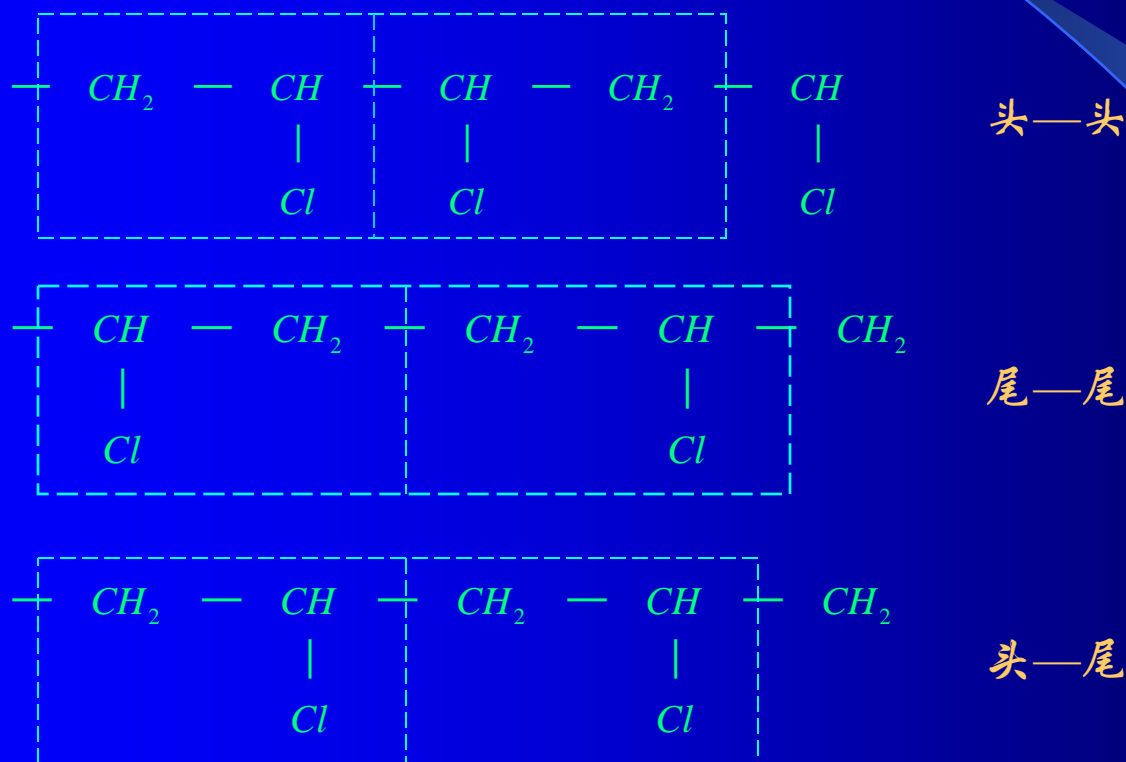 — CH₂ — CH — CH — CH₂ — CH 头—头
| | |
Cl Cl Cl
— CH — CH₂ — CH₂ — CH — CH₂ 尾—尾
| |
Cl Cl
— CH₂ — CH — CH₂ — CH — CH₂ 头—尾
| |
Cl Cl